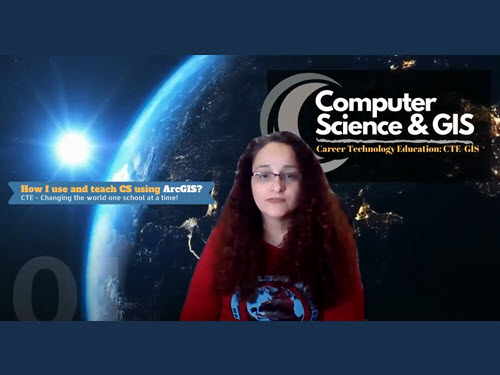 Computer
Science & GIS
Career Technology Education: CTE-GIS
How I use and teach CS using ArcGIS?
CTE - Changing the world one school at a time!
01